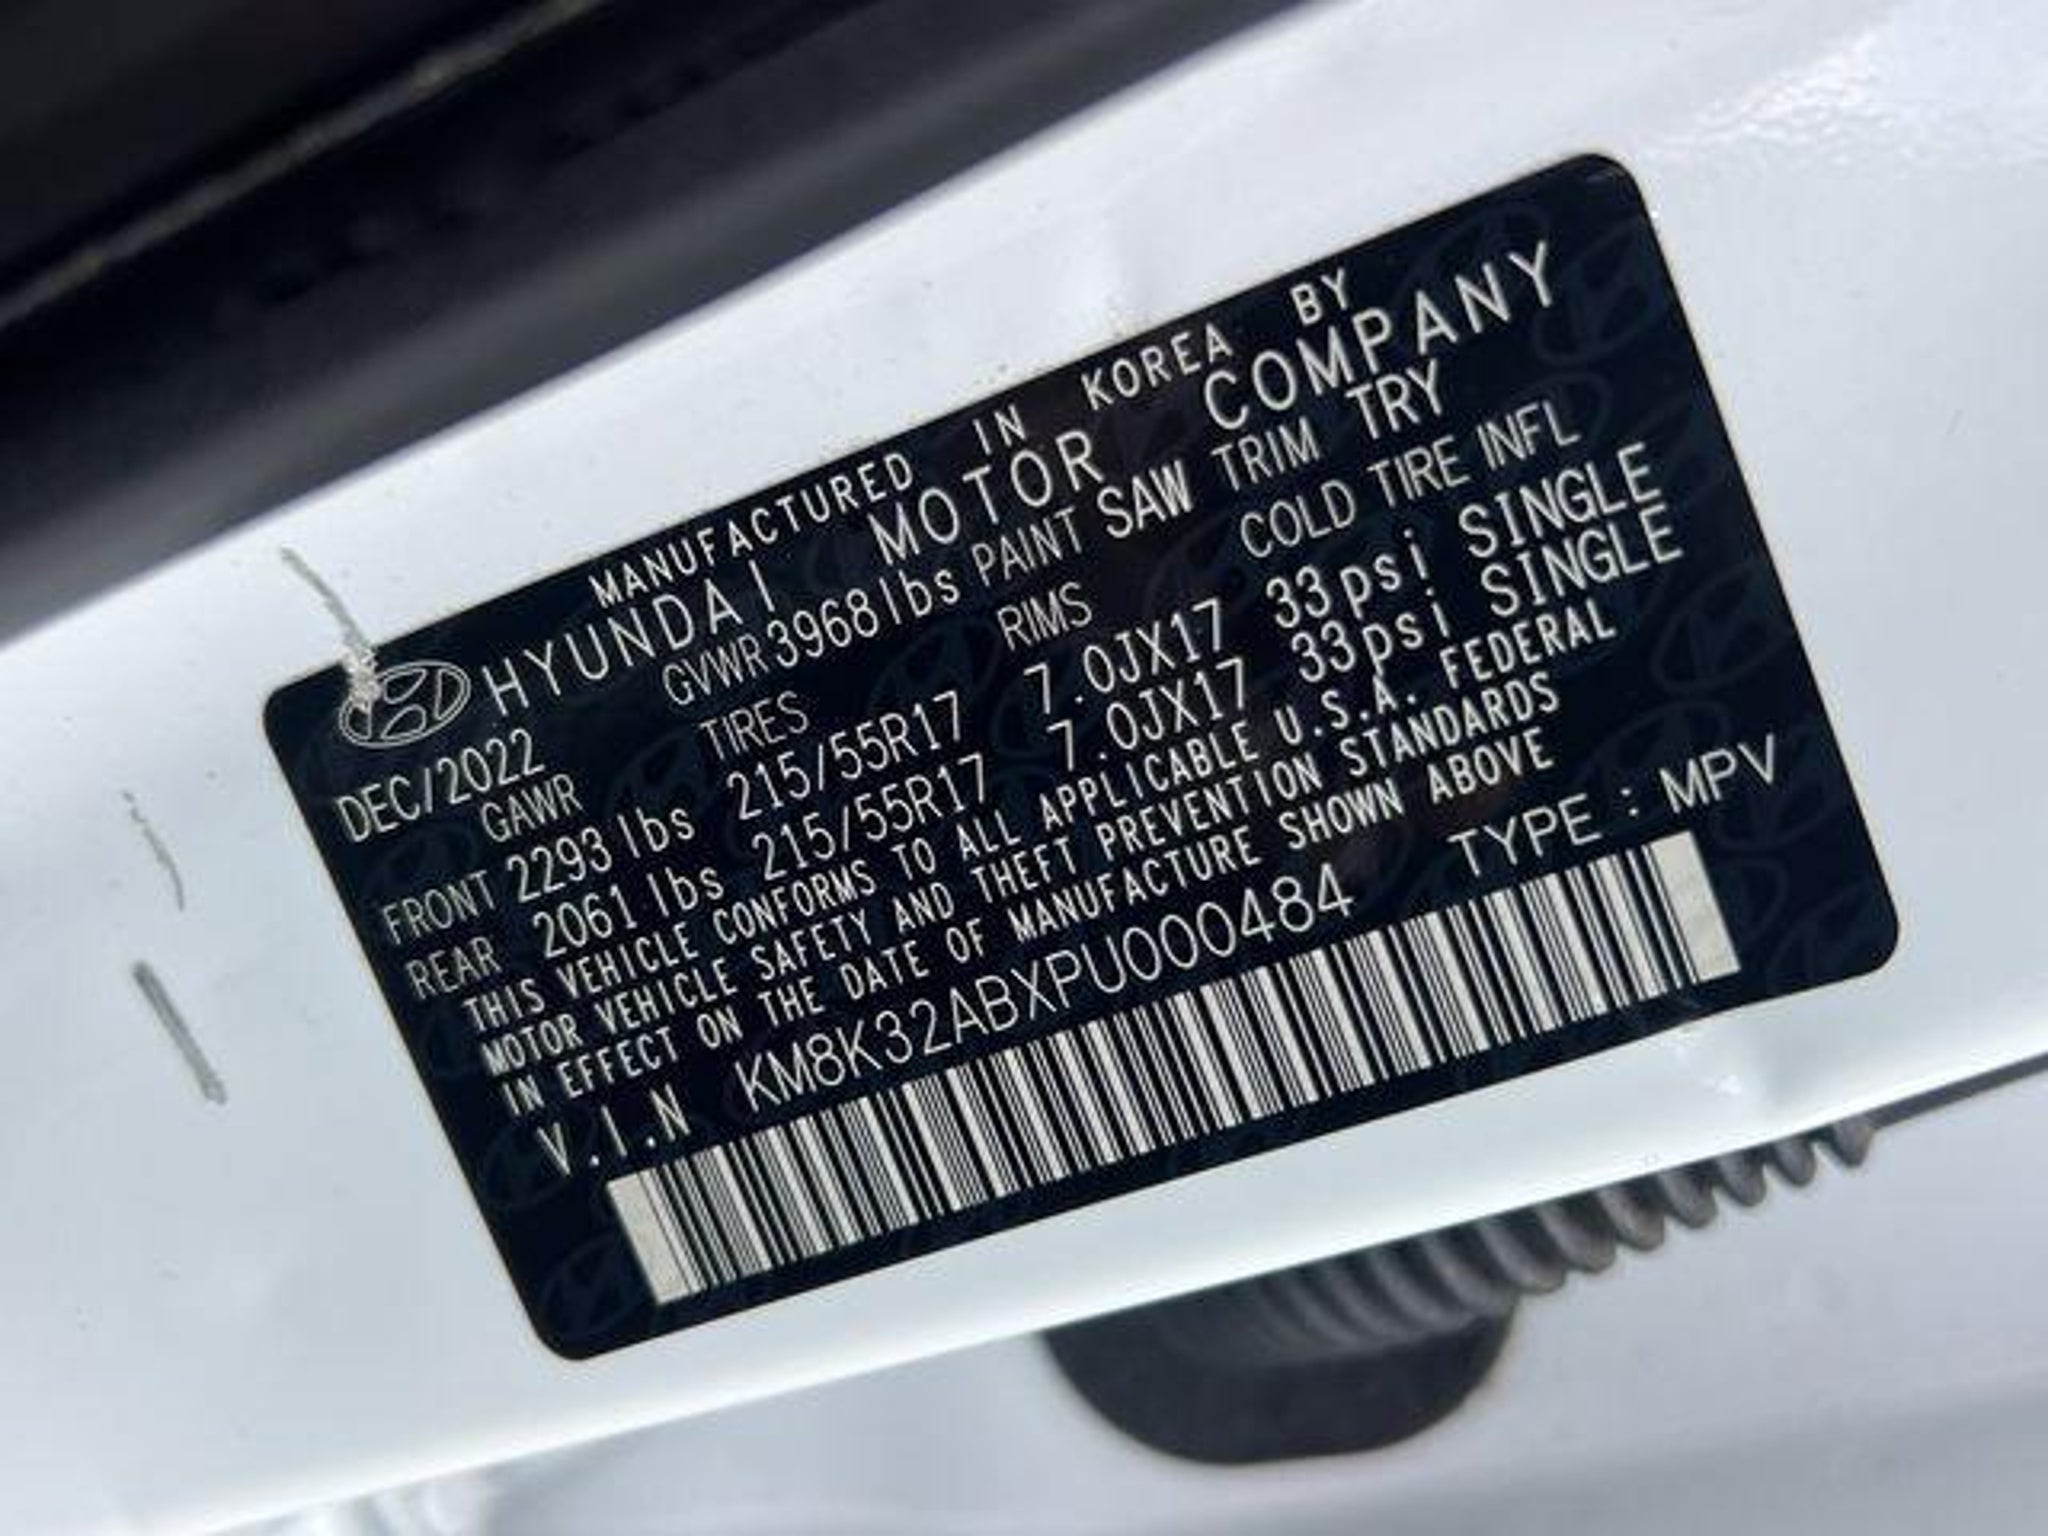 MANUFACTURED IN KOREA BY
HYUNDAI MOTOR COMPANY
DEC/2022 GVWR 3968 lbs PAINT SAW TRIM TRY
GAWR TIRES RIMS COLD TIRE INFL
FRONT 2293 lbs 215/55R17 7.0JX17 33psi SINGLE
REAR 2061 lbs 215/55R17 7.0JX17 33psi SINGLE
THIS VEHICLE CONFORMS TO ALL APPLICABLE U.S.A. FEDERAL
MOTOR VEHICLE SAFETY AND THEFT PREVENTION STANDARDS
IN EFFECT ON THE DATE OF MANUFACTURE SHOWN ABOVE
V.I.N KM8K32ABXPU000484 TYPE : MPV